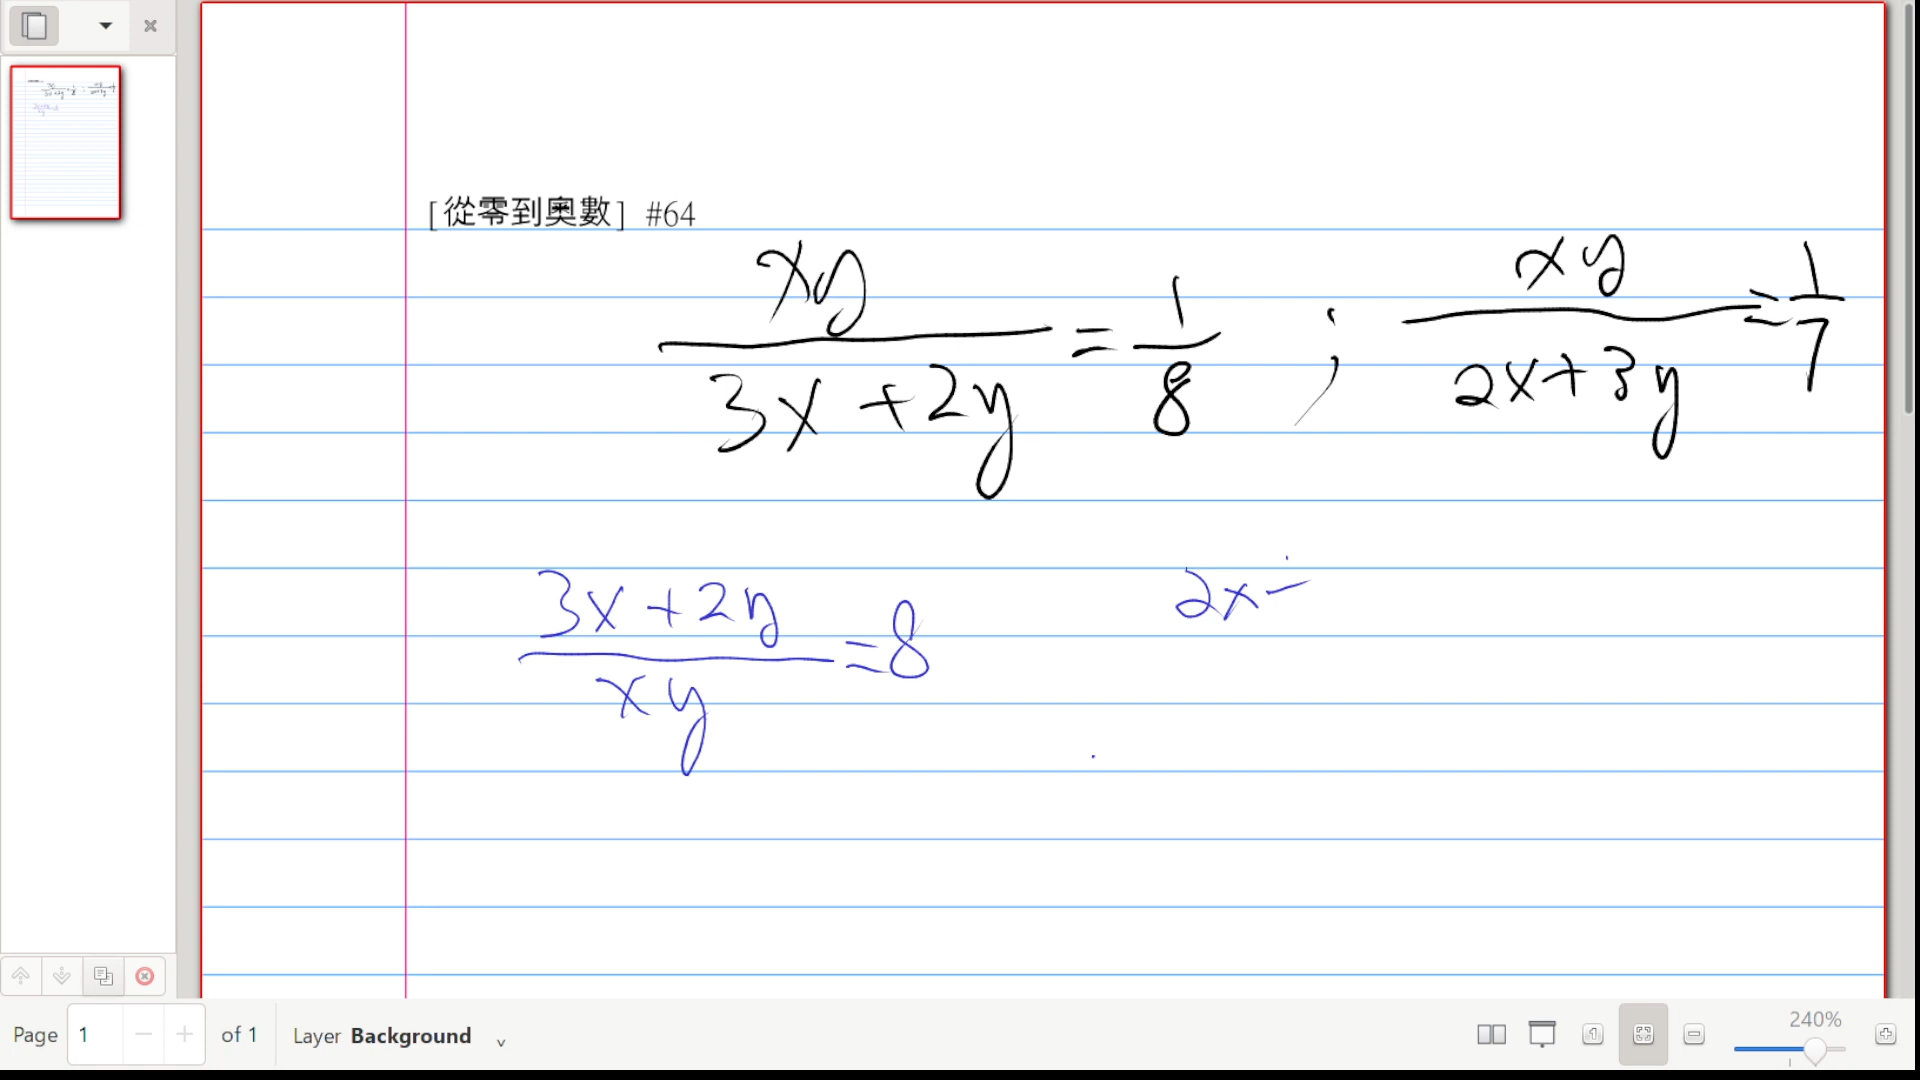 [從零到奧數] #64
xy/(3x+2y) = 1/8 ; xy/(2x+3y) = 1/7
(3x+2y)/(xy) = 8
2x
Page 1 of 1 Layer Background
240%